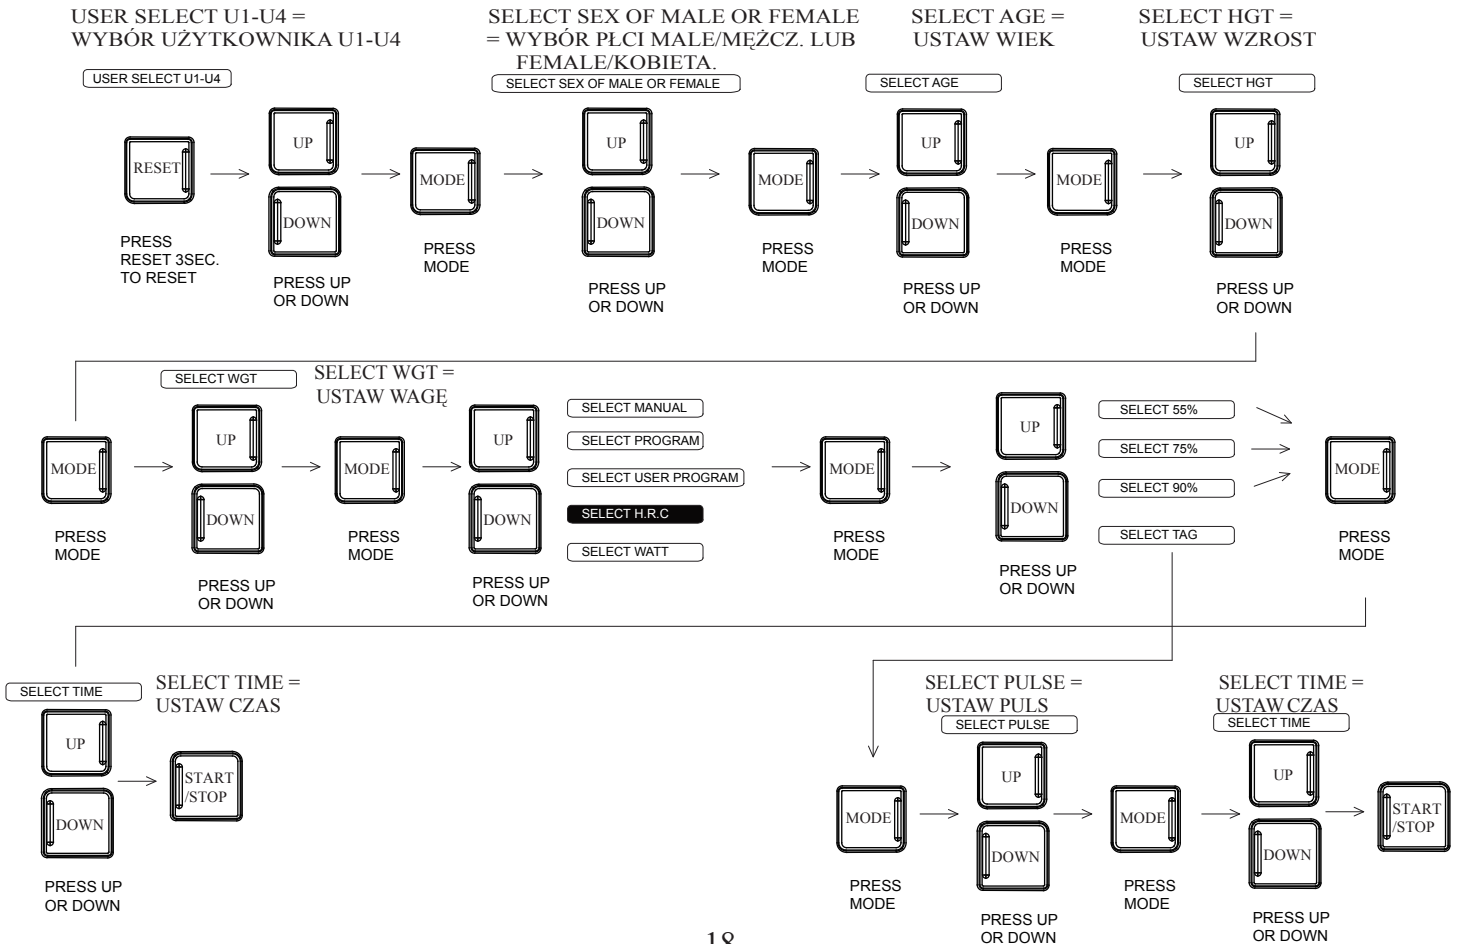 USER SELECT U1-U4 =
WYBÓR UŻYTKOWNIKA U1-U4
SELECT SEX OF MALE OR FEMALE
= WYBÓR PŁCI MALE/MĘŻCZ. LUB
FEMALE/KOBIETA.
SELECT AGE =
USTAW WIEK
SELECT HGT =
USTAW WZROST
USER SELECT U1-U4
SELECT SEX OF MALE OR FEMALE
SELECT AGE
SELECT HGT
RESET
UP
DOWN
MODE
UP
DOWN
MODE
UP
DOWN
MODE
UP
DOWN
PRESS
RESET 3SEC.
TO RESET
PRESS UP
OR DOWN
PRESS
MODE
PRESS UP
OR DOWN
PRESS
MODE
PRESS UP
OR DOWN
PRESS
MODE
PRESS UP
OR DOWN
SELECT WGT
SELECT WGT =
USTAW WAGĘ
MODE
UP
DOWN
MODE
UP
DOWN
SELECT MANUAL
SELECT PROGRAM
SELECT USER PROGRAM
SELECT H.R.C
SELECT WATT
MODE
UP
DOWN
SELECT 55%
SELECT 75%
SELECT 90%
SELECT TAG
MODE
PRESS
MODE
PRESS UP
OR DOWN
PRESS
MODE
PRESS UP
OR DOWN
PRESS
MODE
PRESS UP
OR DOWN
PRESS
MODE
SELECT TIME
SELECT TIME =
USTAW CZAS
UP
DOWN
START
/STOP
PRESS UP
OR DOWN
SELECT PULSE =
USTAW PULS
SELECT PULSE
SELECT TIME =
USTAW CZAS
SELECT TIME
MODE
UP
DOWN
MODE
UP
DOWN
START
/STOP
PRESS
MODE
PRESS UP
OR DOWN
PRESS
MODE
PRESS UP
OR DOWN
18